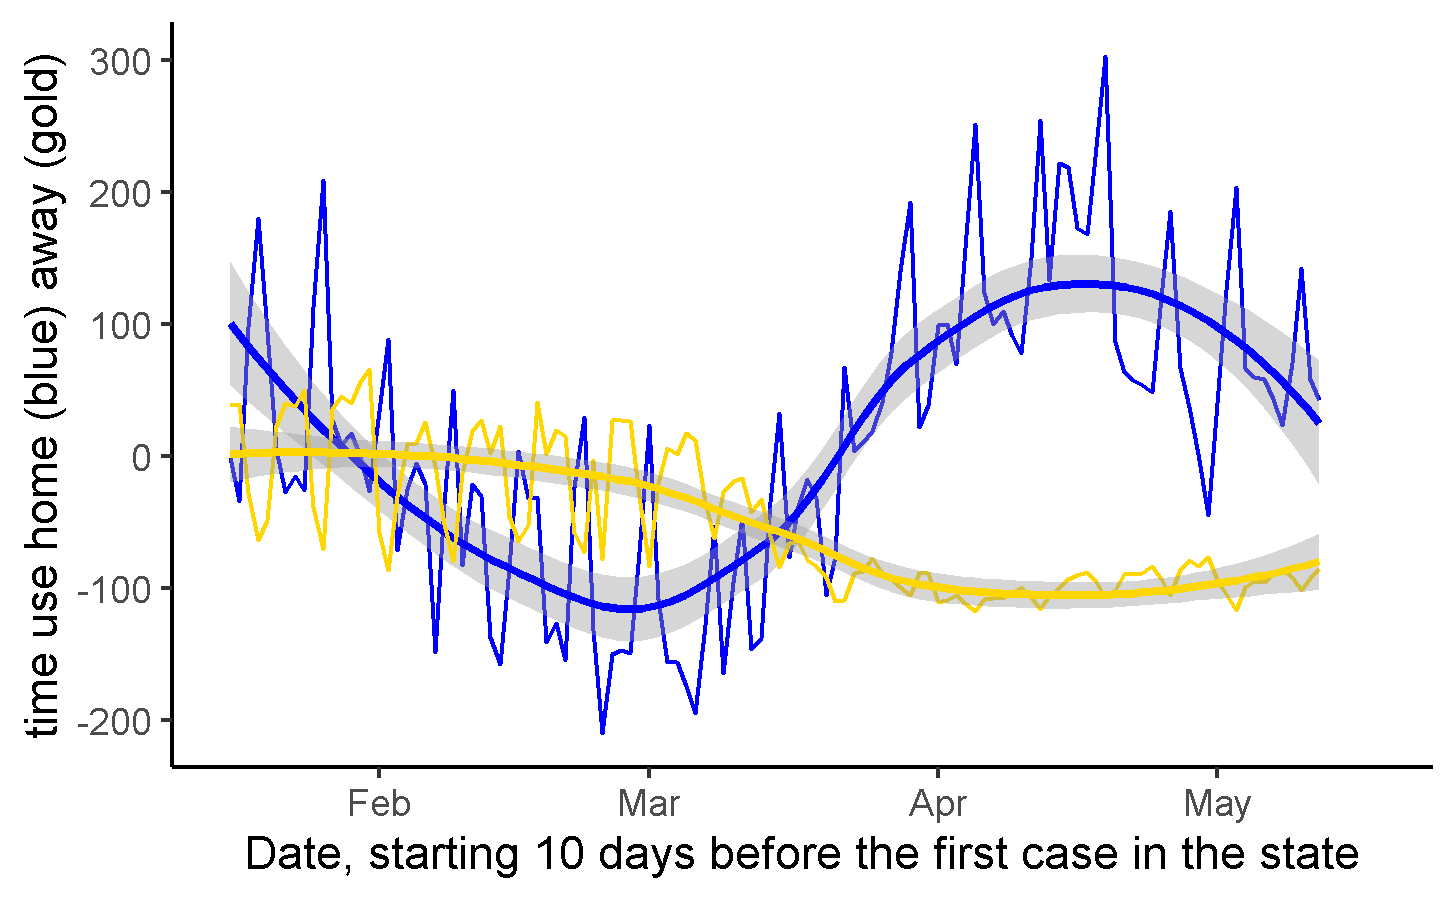 time use home (blue) away (gold)
300
200
100
0
-100
-200
Feb
Mar
Apr
May
Date, starting 10 days before the first case in the state